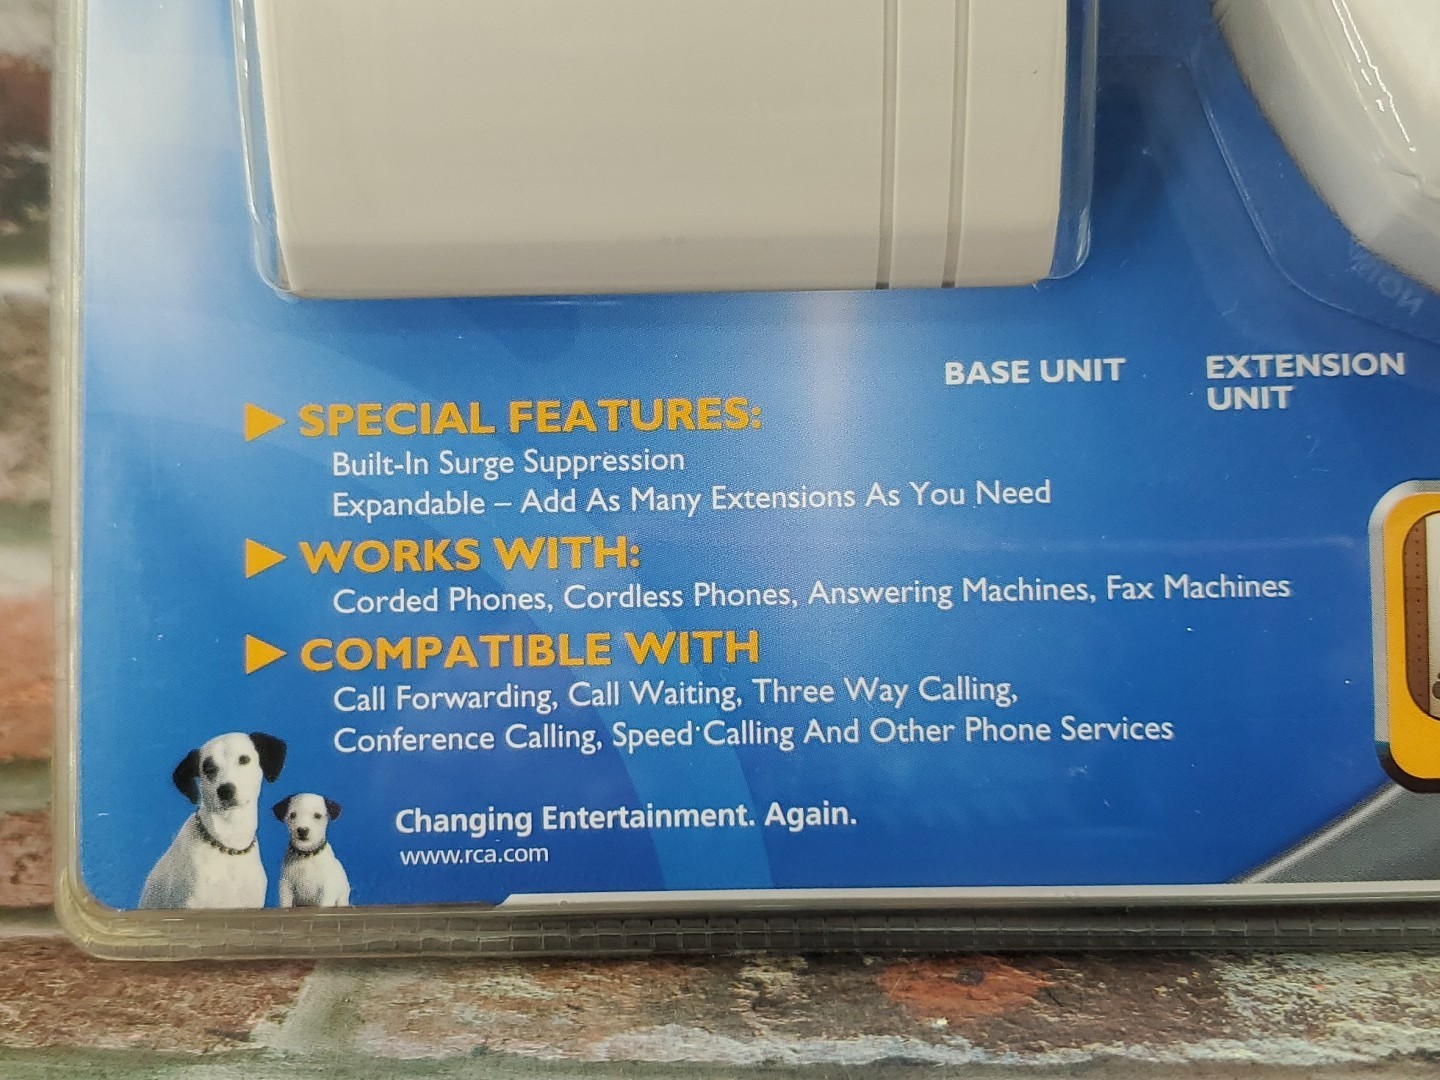 BASE UNIT
EXTENSION
UNIT
SPECIAL FEATURES:
Built-In Surge Suppression
Expandable – Add As Many Extensions As You Need
WORKS WITH:
Corded Phones, Cordless Phones, Answering Machines, Fax Machines
COMPATIBLE WITH
Call Forwarding, Call Waiting, Three Way Calling,
Conference Calling, Speed Calling And Other Phone Services
Changing Entertainment. Again.
www.rca.com